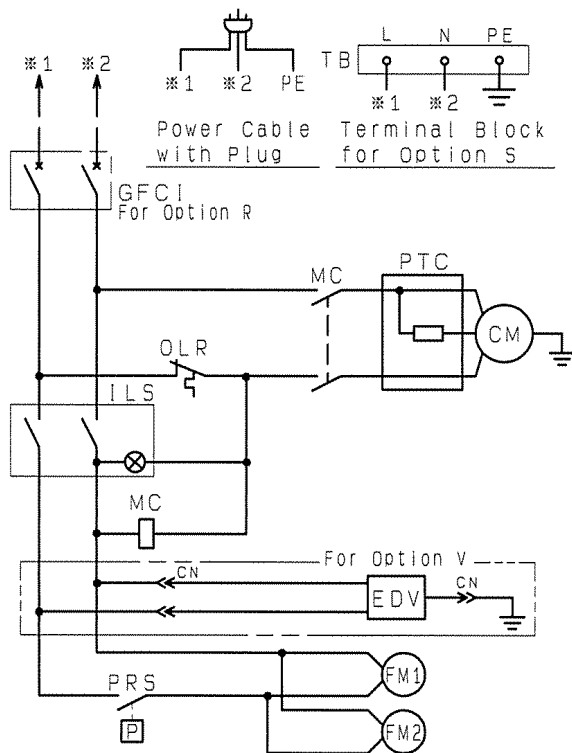 ※1 ※2
※1 ※2 PE
Power Cable
with Plug
TB
L N PE
※1 ※2
Terminal Block
for Option S
GFCI
For Option R
MC
PTC
CM
OLR
ILS
MC
For Option V
CN
EDV
CN
PRS
P
FM1
FM2